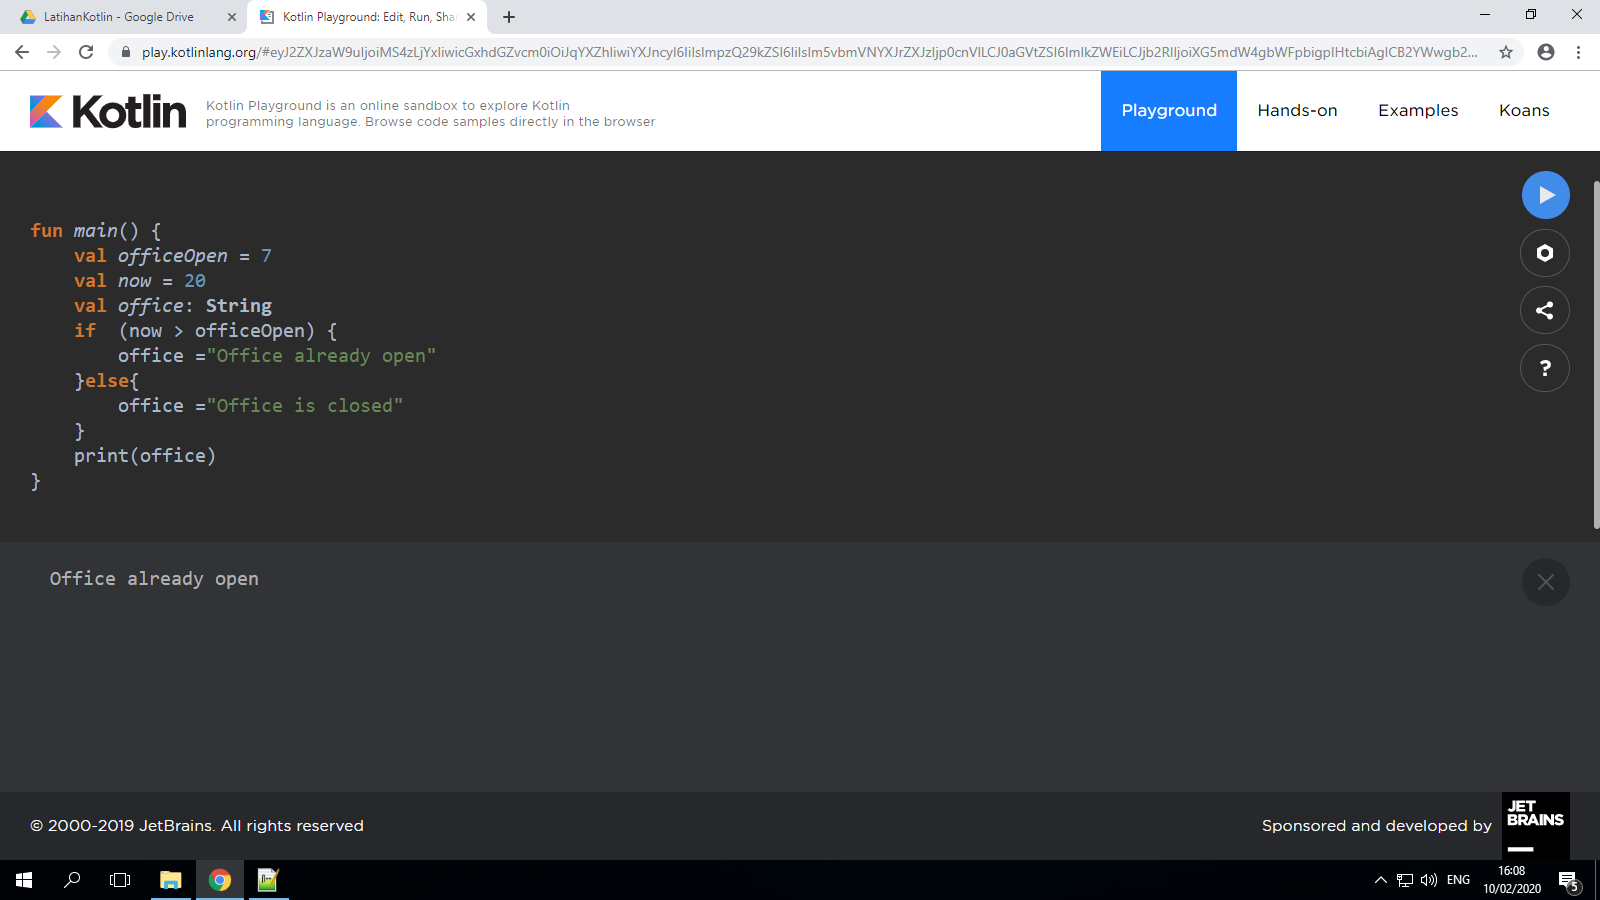 LatihanKotlin - Google Drive
Kotlin Playground: Edit, Run, Sha
Kotlin
Kotlin Playground is an online sandbox to explore Kotlin
programming language. Browse code samples directly in the browser
Playground
Hands-on
Examples
Koans
fun main() {
val officeOpen = 7
val now = 20
val office: String
if  (now > officeOpen) {
office ="Office already open"
}else{
office ="Office is closed"
}
print(office)
}
?
Office already open
© 2000-2019 JetBrains. All rights reserved
Sponsored and developed by
JET
BRAINS
ENG
16:08
10/02/2020
5